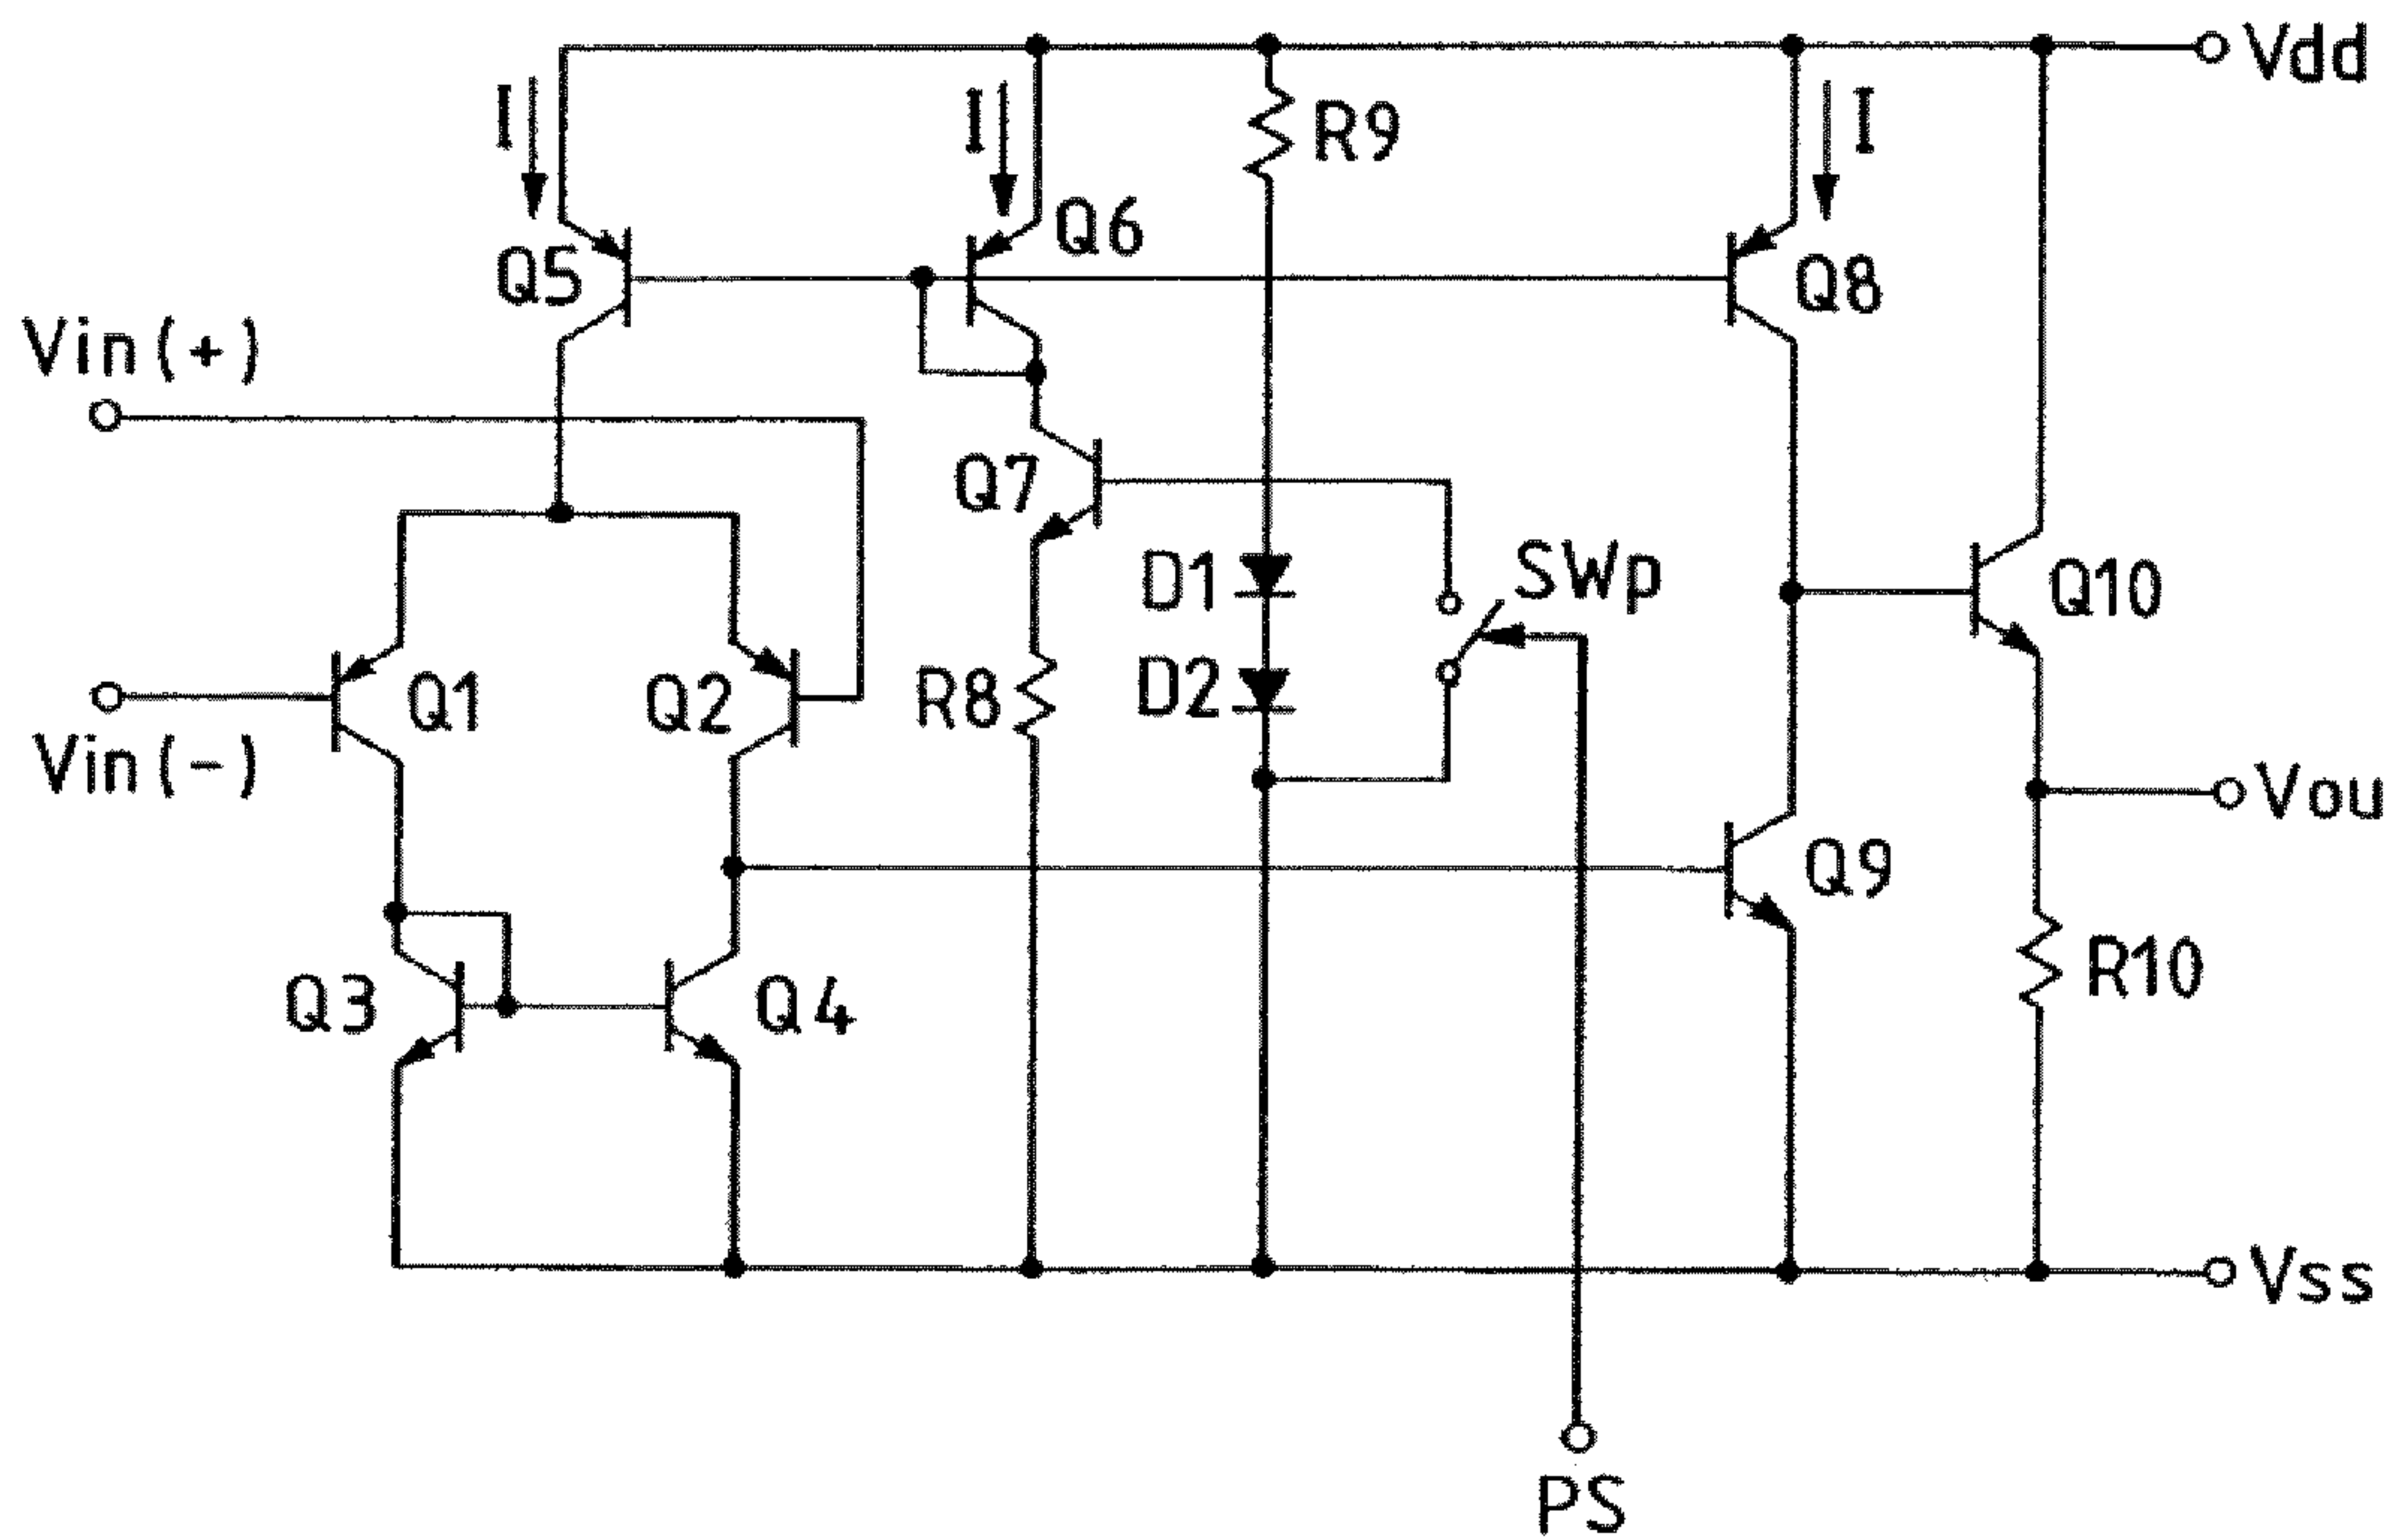 Vdd
I
I
R9
I
Q5
Q6
Q8
Vin(+)
Q7
D1
SWp
Q10
Q1
Q2
R8
D2
Vin(-)
Vou
Q9
Q3
Q4
R10
Vss
PS